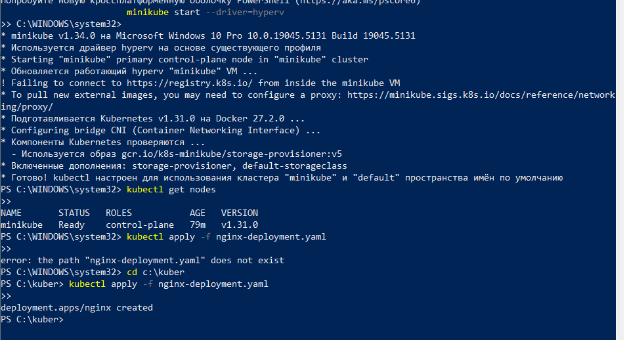 Попробуйте новую кроссплатформенную оболочку PowerShell (https://aka.ms/pscore6)
minikube start --driver=hyperv
>> C:\WINDOWS\system32>
* minikube v1.34.0 на Microsoft Windows 10 Pro 10.0.19045.5131 Build 19045.5131
* Используется драйвер hyperv на основе существующего профиля
* Starting "minikube" primary control-plane node in "minikube" cluster
* Обновляется работающий hyperv "minikube" VM ...
! Failing to connect to https://registry.k8s.io/ from inside the minikube VM
* To pull new external images, you may need to configure a proxy: https://minikube.sigs.k8s.io/docs/reference/network
ing/proxy/
* Подготавливается Kubernetes v1.31.0 на Docker 27.2.0 ...
* Configuring bridge CNI (Container Networking Interface) ...
* Компоненты Kubernetes проверяются ...
- Используется образ gcr.io/k8s-minikube/storage-provisioner:v5
* Включенные дополнения: storage-provisioner, default-storageclass
* Готово! kubectl настроен для использования кластера "minikube" и "default" пространства имён по умолчанию
PS C:\WINDOWS\system32> kubectl get nodes
>>
NAME STATUS ROLES AGE VERSION
minikube Ready control-plane 79m v1.31.0
PS C:\WINDOWS\system32> kubectl apply -f nginx-deployment.yaml
>>
error: the path "nginx-deployment.yaml" does not exist
PS C:\WINDOWS\system32> cd c:\kuber
PS C:\kuber> kubectl apply -f nginx-deployment.yaml
>>
deployment.apps/nginx created
PS C:\kuber>